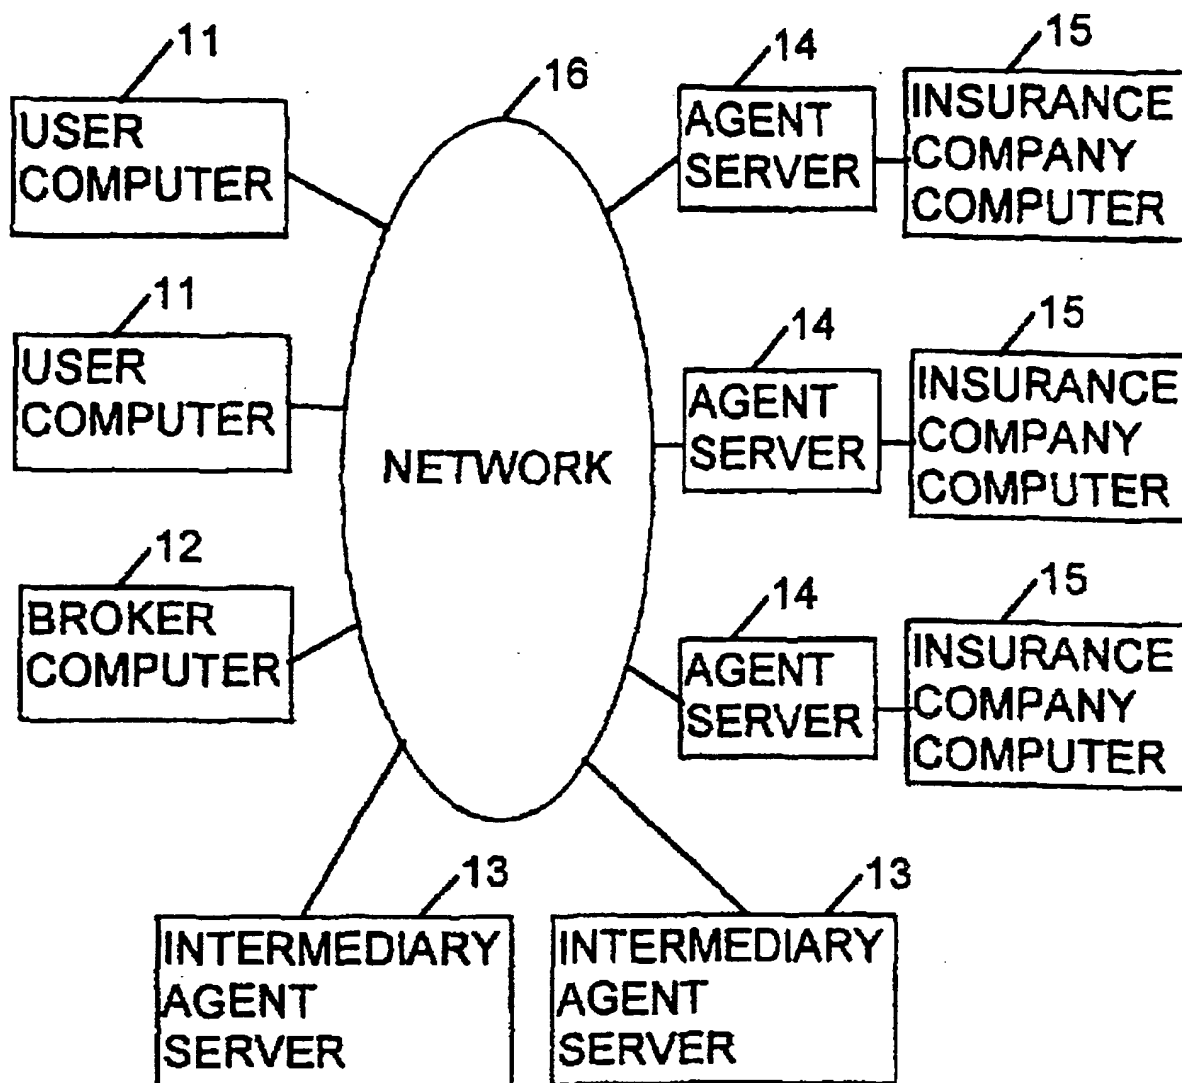 11
USER
COMPUTER
11
USER
COMPUTER
12
BROKER
COMPUTER
16
NETWORK
14
AGENT
SERVER
15
INSURANCE
COMPANY
COMPUTER
14
AGENT
SERVER
15
INSURANCE
COMPANY
COMPUTER
14
AGENT
SERVER
15
INSURANCE
COMPANY
COMPUTER
13
INTERMEDIARY
AGENT
SERVER
13
INTERMEDIARY
AGENT
SERVER